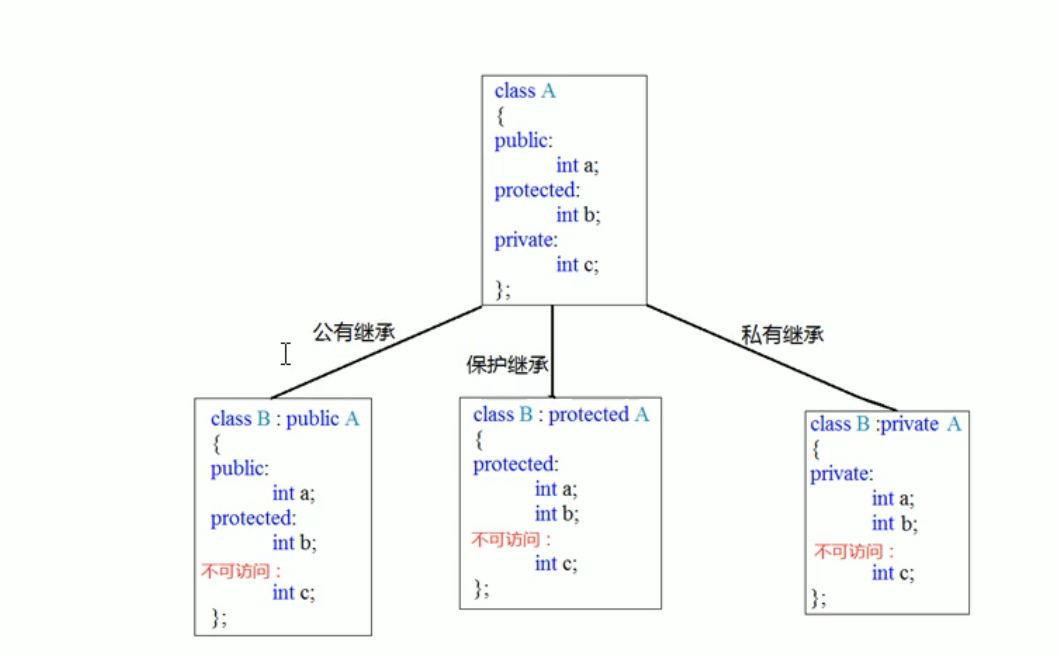 class A
{
public:
int a;
protected:
int b;
private:
int c;
};
公有继承
保护继承
私有继承
class B : public A
{
public:
int a;
protected:
int b;
不可访问：
int c;
};
class B : protected A
{
protected:
int a;
int b;
不可访问：
int c;
};
class B :private A
{
private:
int a;
int b;
不可访问：
int c;
};